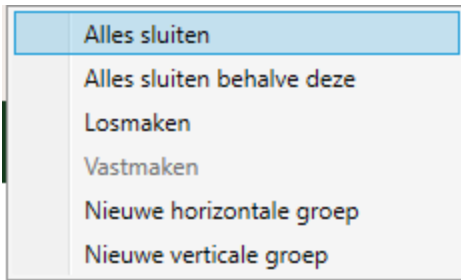 Alles sluiten
Alles sluiten behalve deze
Losmaken
Vastmaken
Nieuwe horizontale groep
Nieuwe verticale groep